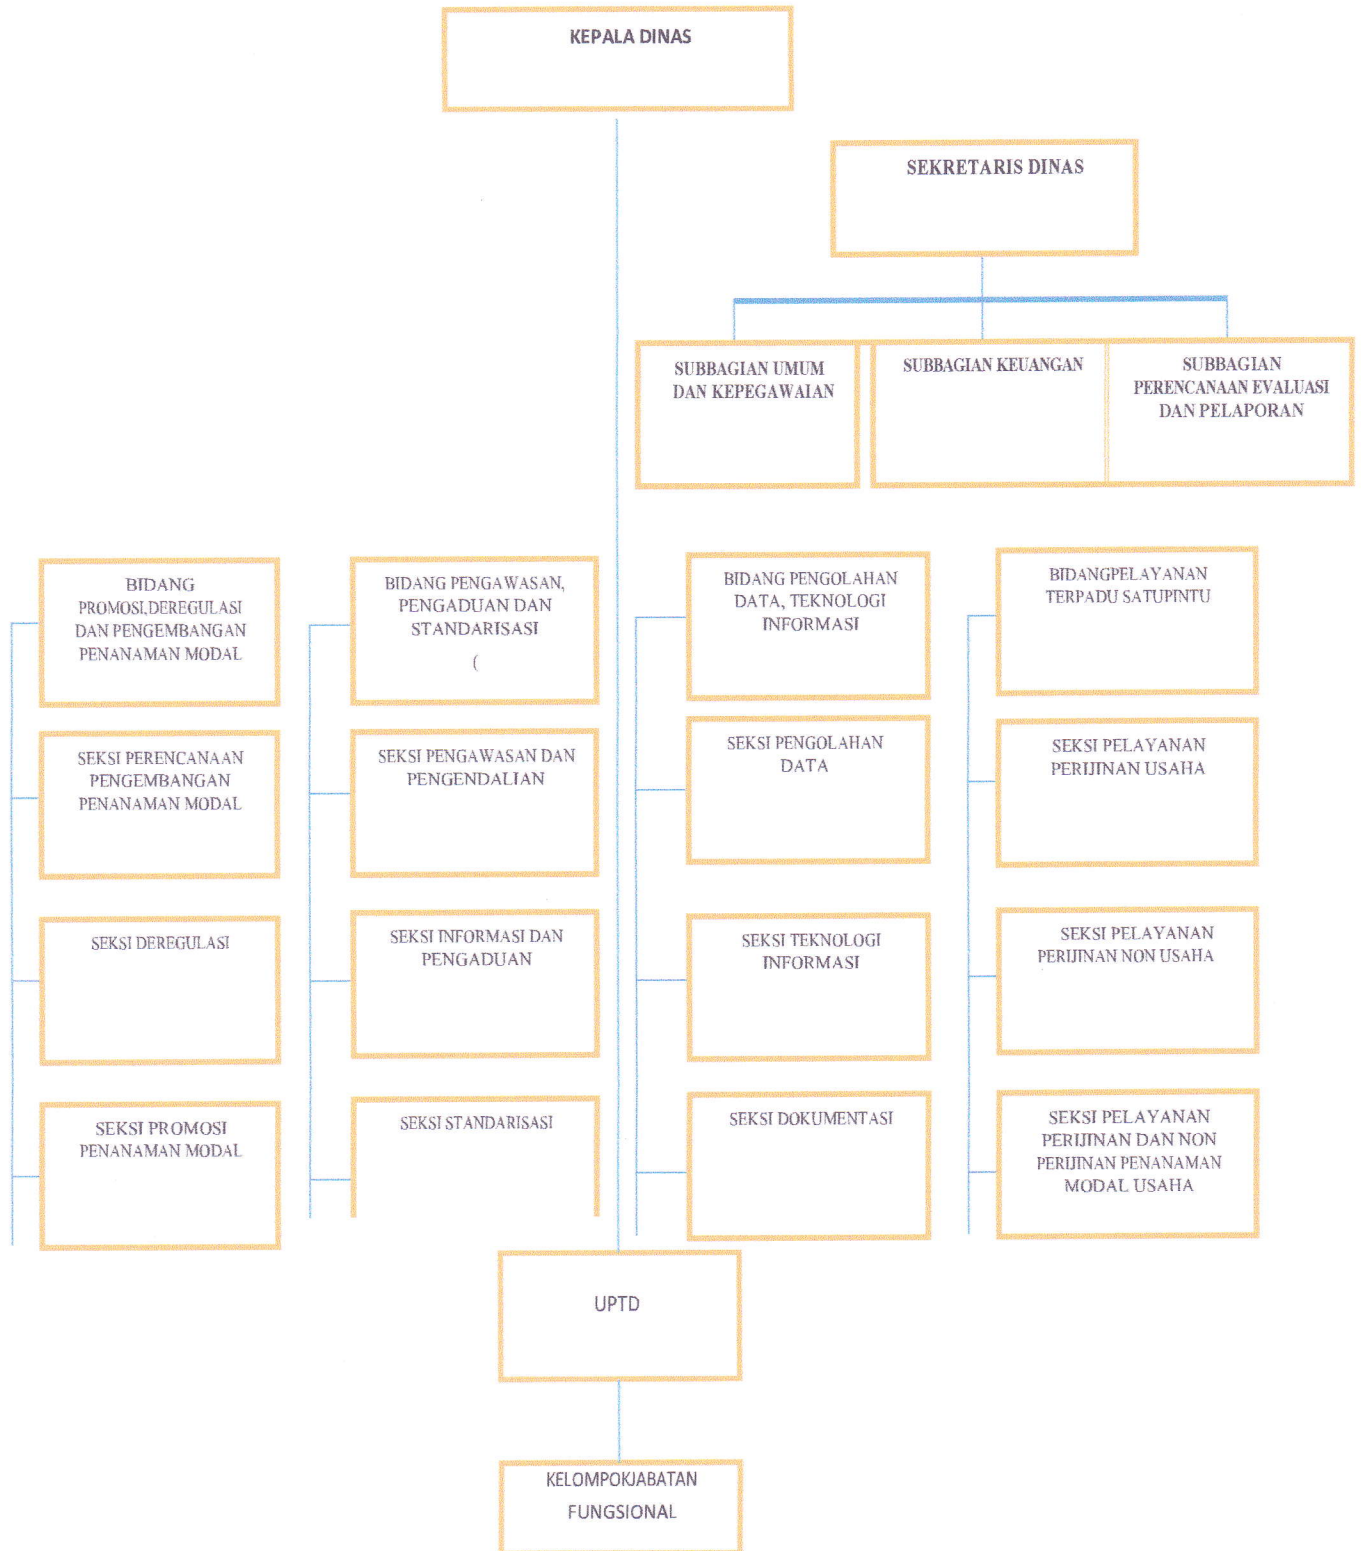 KEPALA DINAS
SEKRETARIS DINAS
SUBBAGIAN UMUM
DAN KEPEGAWAIAN
SUBBAGIAN KEUANGAN
SUBBAGIAN
PERENCANAAN EVALUASI
DAN PELAPORAN
BIDANG
PROMOSI,DEREGULASI
DAN PENGEMBANGAN
PENANAMAN MODAL
BIDANG PENGAWASAN,
PENGADUAN DAN
STANDARISASI
(
BIDANG PENGOLAHAN
DATA, TEKNOLOGI
INFORMASI
BIDANGPELAYANAN
TERPADU SATUPINTU
SEKSI PERENCANAAN
PENGEMBANGAN
PENANAMAN MODAL
SEKSI PENGAWASAN DAN
PENGENDALIAN
SEKSI PENGOLAHAN
DATA
SEKSI PELAYANAN
PERIJINAN USAHA
SEKSI DEREGULASI
SEKSI INFORMASI DAN
PENGADUAN
SEKSI TEKNOLOGI
INFORMASI
SEKSI PELAYANAN
PERIJINAN NON USAHA
SEKSI PROMOSI
PENANAMAN MODAL
SEKSI STANDARISASI
SEKSI DOKUMENTASI
SEKSI PELAYANAN
PERIJINAN DAN NON
PERIJINAN PENANAMAN
MODAL USAHA
UPTD
KELOMPOKJABATAN
FUNGSIONAL